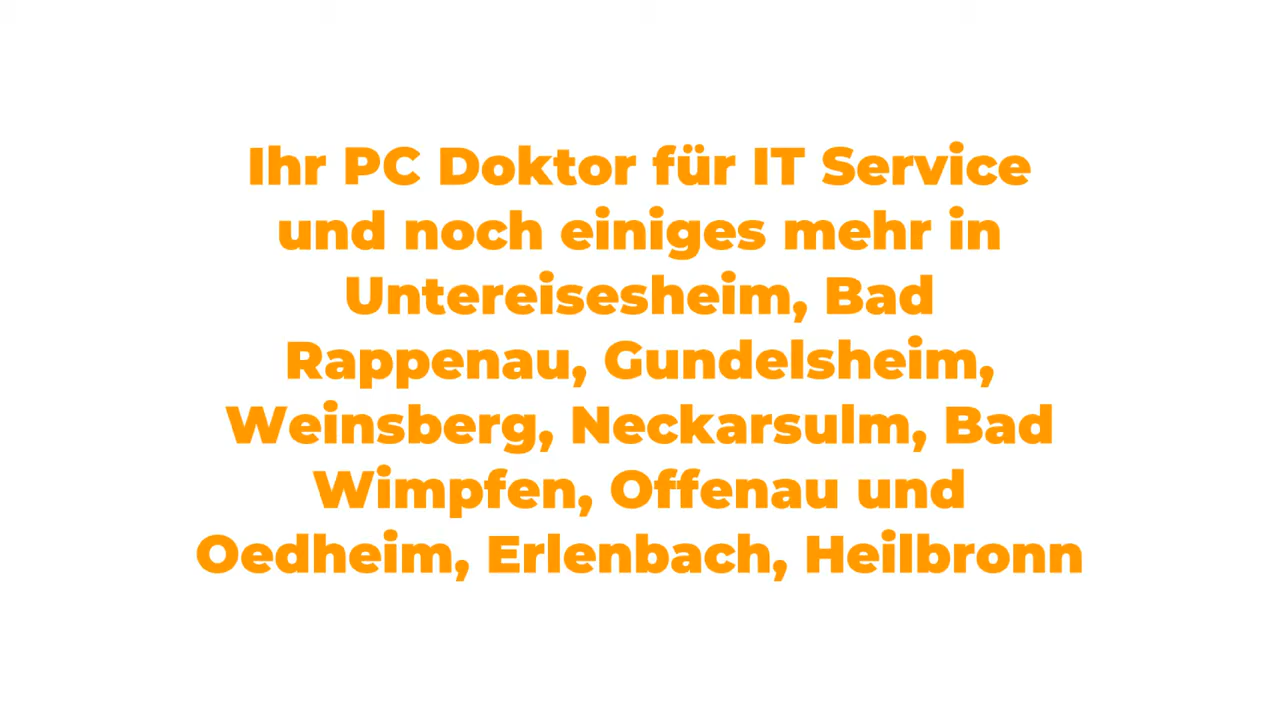 Ihr PC Doktor für IT Service
und noch einiges mehr in
Untereisesheim, Bad
Rappenau, Gundelsheim,
Weinsberg, Neckarsulm, Bad
Wimpfen, Offenau und
Oedheim, Erlenbach, Heilbronn